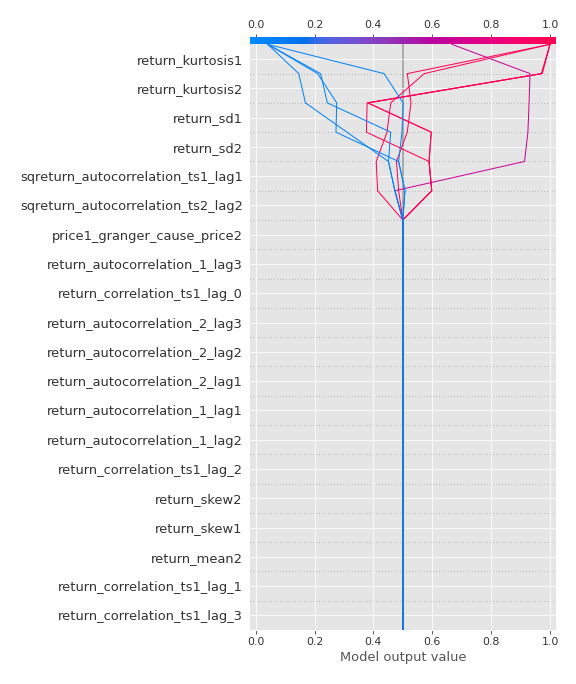 0.0 0.2 0.4 0.6 0.8 1.0
return_kurtosis1
return_kurtosis2
return_sd1
return_sd2
sqreturn_autocorrelation_ts1_lag1
sqreturn_autocorrelation_ts2_lag2
price1_granger_cause_price2
return_autocorrelation_1_lag3
return_correlation_ts1_lag_0
return_autocorrelation_2_lag3
return_autocorrelation_2_lag2
return_autocorrelation_2_lag1
return_autocorrelation_1_lag1
return_autocorrelation_1_lag2
return_correlation_ts1_lag_2
return_skew2
return_skew1
return_mean2
return_correlation_ts1_lag_1
return_correlation_ts1_lag_3
0.0 0.2 0.4 0.6 0.8 1.0
Model output value